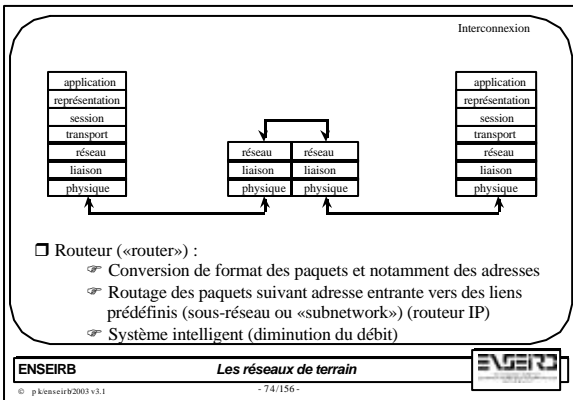 Interconnexion
application
représentation
session
transport
réseau
liaison
physique
réseau réseau
liaison liaison
physique physique
application
représentation
session
transport
réseau
liaison
physique
Routeur («router») :
Conversion de format des paquets et notamment des adresses
Routage des paquets suivant adresse entrante vers des liens
prédéfinis (sous-réseau ou «subnetwork») (routeur IP)
Système intelligent (diminution du débit)
ENSEIRB Les réseaux de terrain ENSEIRB
© p k/enseirb/2003 v3.1 - 74/156 -